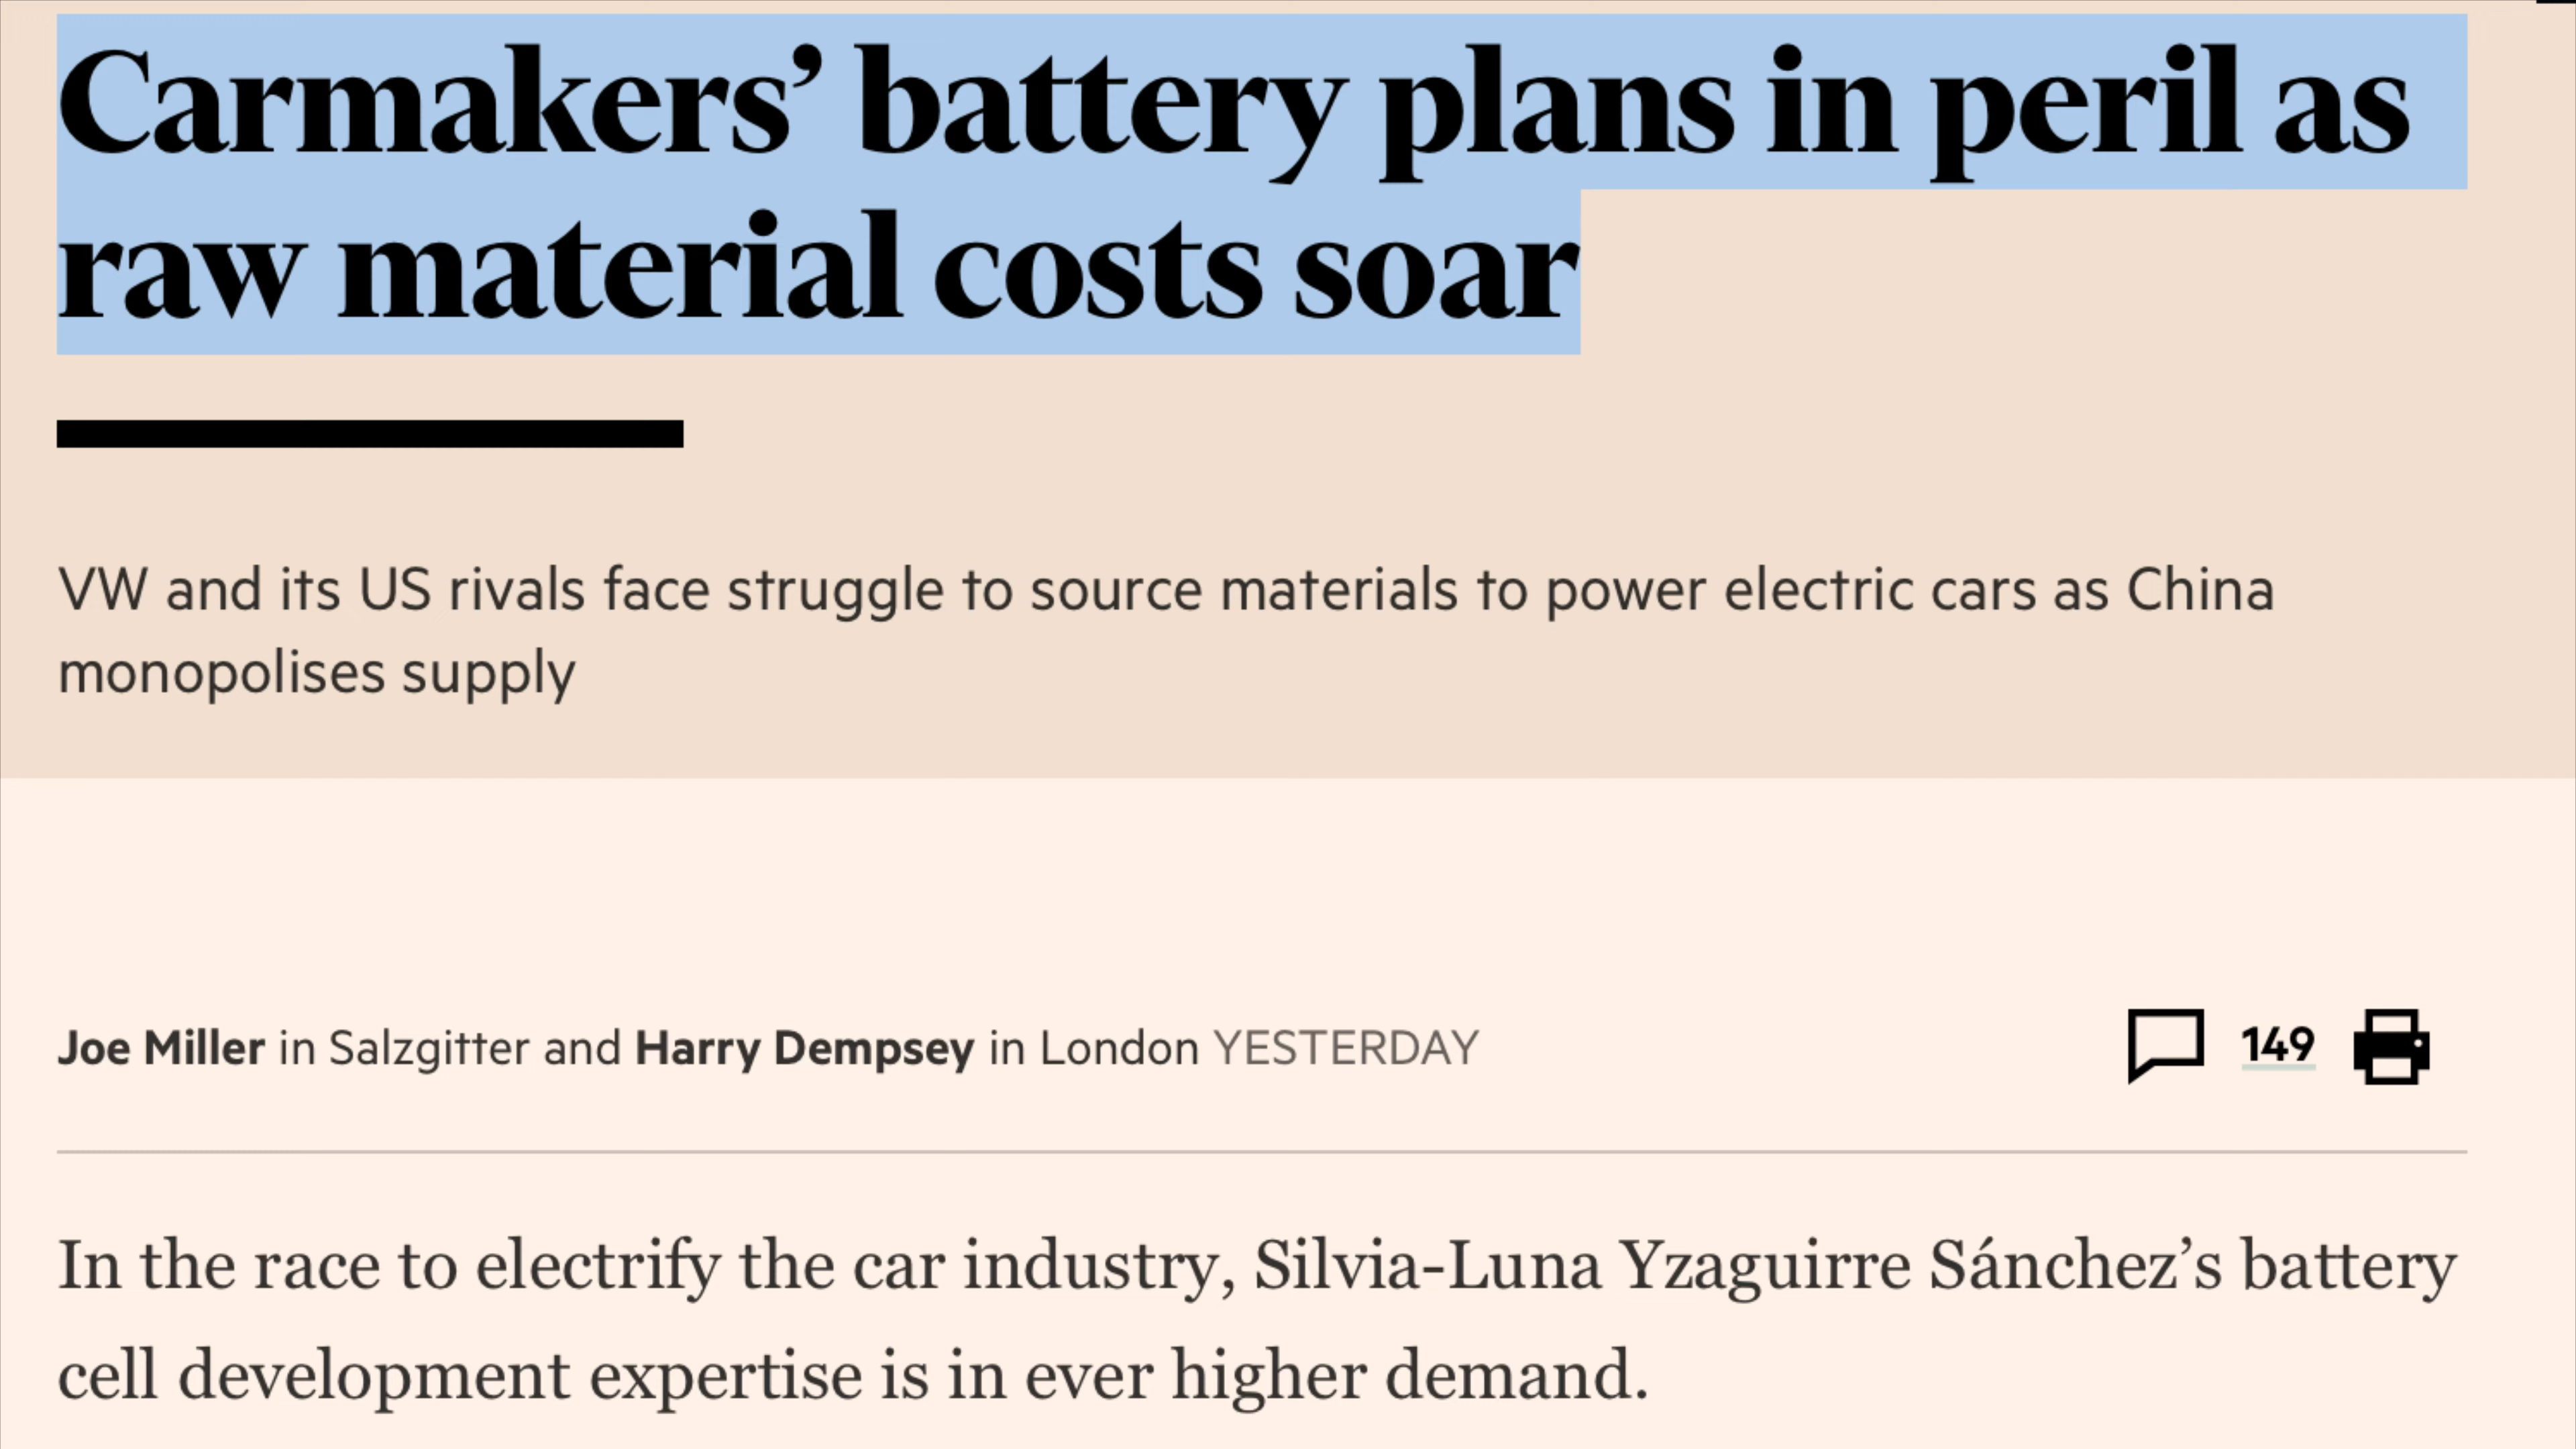 Carmakers’ battery plans in peril as
raw material costs soar
VW and its US rivals face struggle to source materials to power electric cars as China
monopolises supply
Joe Miller in Salzgitter and Harry Dempsey in London YESTERDAY
149
In the race to electrify the car industry, Silvia-Luna Yzaguirre Sánchez’s battery
cell development expertise is in ever higher demand.